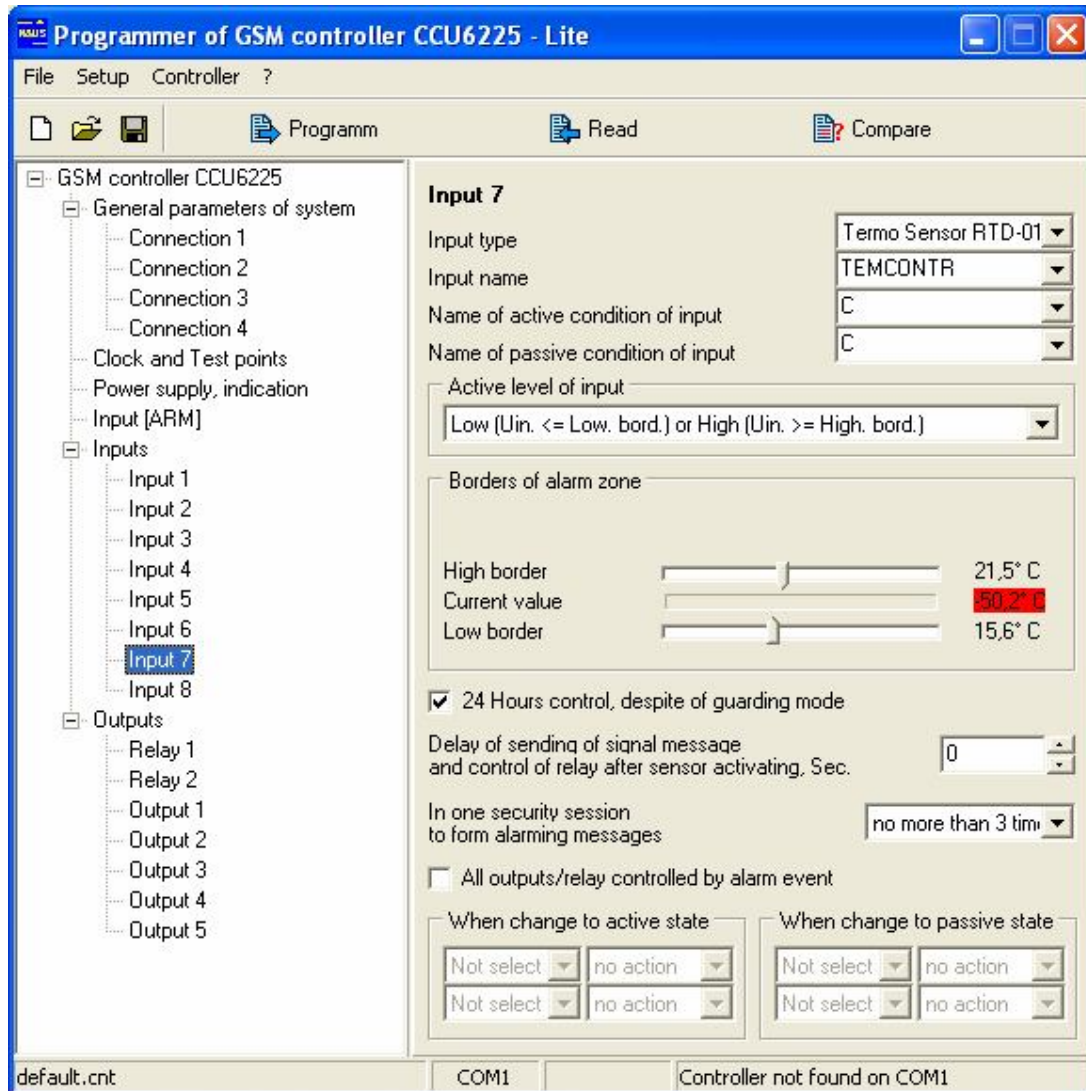 Programmer of GSM controller CCU6225 - Lite
File Setup Controller ?
Programm Read Compare
GSM controller CCU6225
General parameters of system
Connection 1
Connection 2
Connection 3
Connection 4
Clock and Test points
Power supply, indication
Input [ARM]
Inputs
Input 1
Input 2
Input 3
Input 4
Input 5
Input 6
Input 7
Input 8
Outputs
Relay 1
Relay 2
Output 1
Output 2
Output 3
Output 4
Output 5
Input 7
Input type Termo Sensor RTD-01
Input name TEMCONTR
Name of active condition of input C
Name of passive condition of input C
Active level of input
Low (Uin. <= Low. bord.) or High (Uin. >= High. bord.)
Borders of alarm zone
High border 21,5° C
Current value -50,2° C
Low border 15,6° C
24 Hours control, despite of guarding mode
Delay of sending of signal message
and control of relay after sensor activating, Sec. 0
In one security session
to form alarming messages no more than 3 tim
All outputs/relay controlled by alarm event
When change to active state When change to passive state
Not select no action Not select no action
Not select no action Not select no action
default.cnt COM1 Controller not found on COM1